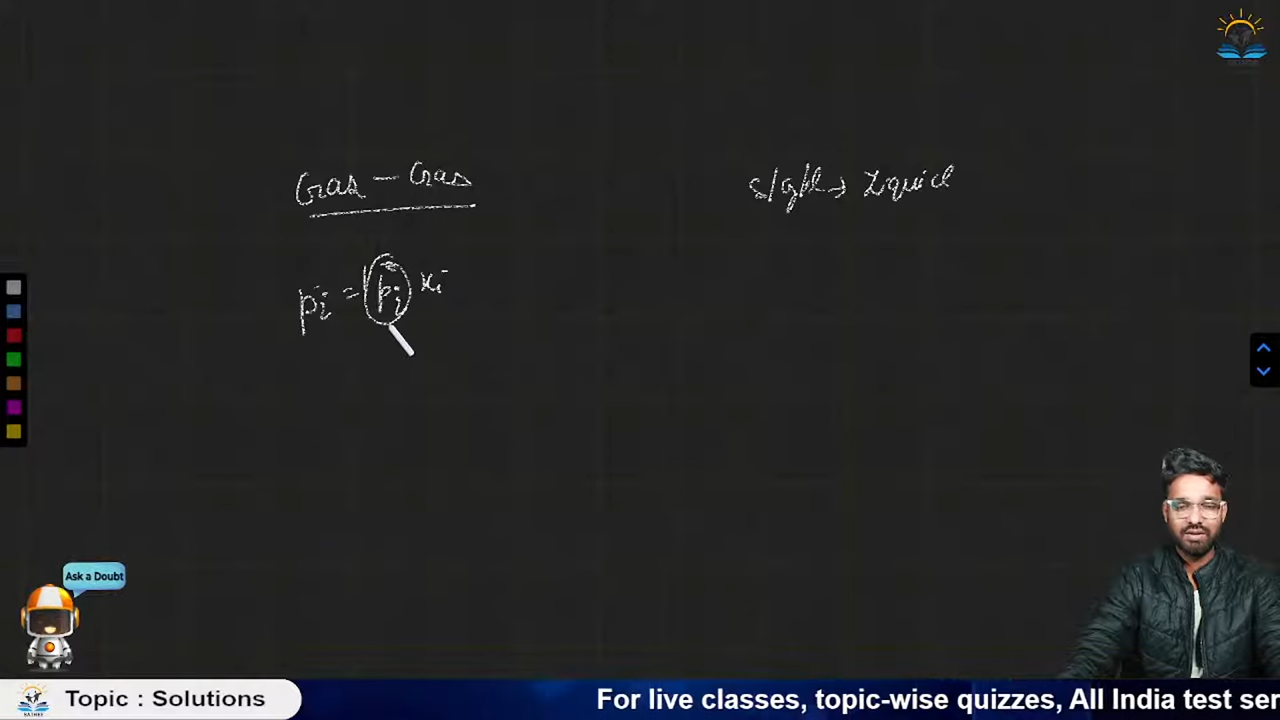 Gas - Gas
s/g/l → Liquid
pi = pi° xi
Ask a Doubt
Topic : Solutions
For live classes, topic-wise quizzes, All India test ser